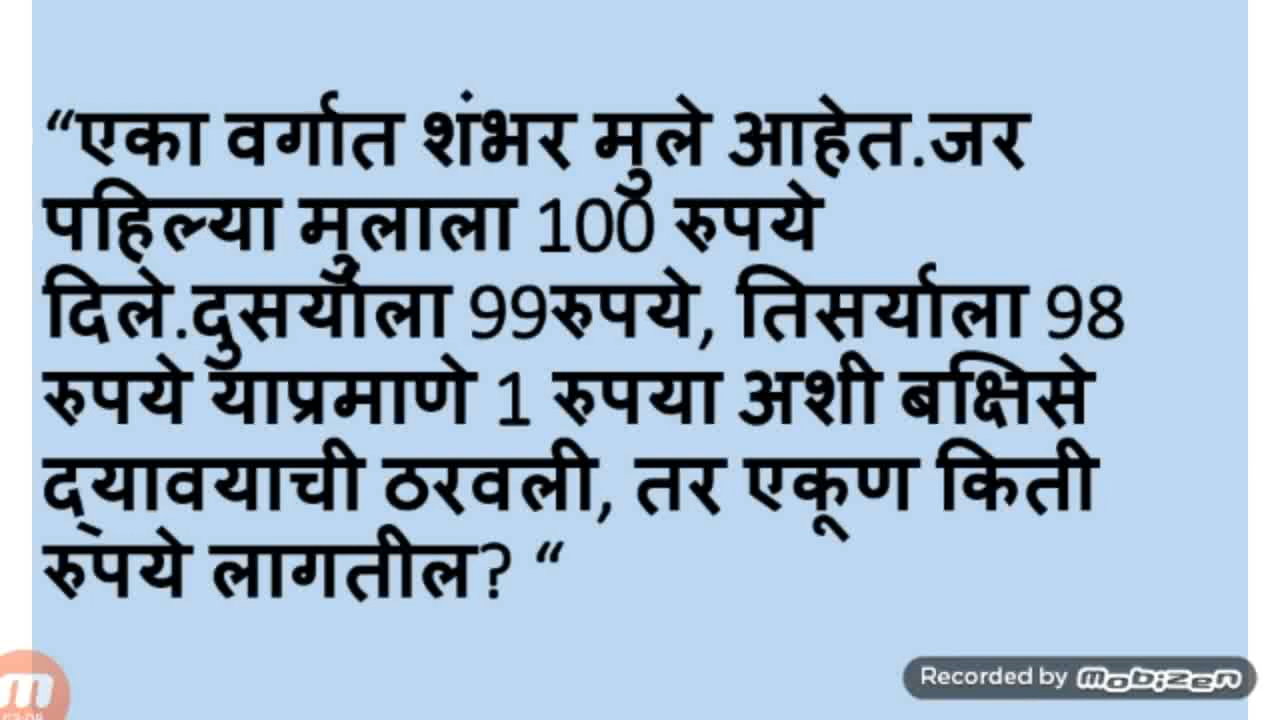 “एका वर्गात शंभर मुले आहेत.जर
पहिल्या मुलाला 100 रुपये
दिले.दुसर्याला 99रुपये, तिसर्याला 98
रुपये याप्रमाणे 1 रुपया अशी बक्षिसे
द्यावयाची ठरवली, तर एकूण किती
रुपये लागतील? “
Recorded by mobizen